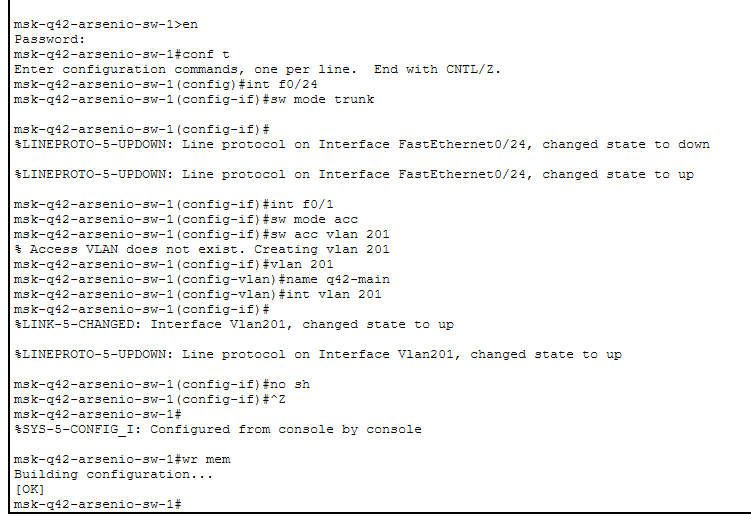 msk-q42-arsenio-sw-1>en
Password:
msk-q42-arsenio-sw-1#conf t
Enter configuration commands, one per line.  End with CNTL/Z.
msk-q42-arsenio-sw-1(config)#int f0/24
msk-q42-arsenio-sw-1(config-if)#sw mode trunk
msk-q42-arsenio-sw-1(config-if)#
%LINEPROTO-5-UPDOWN: Line protocol on Interface FastEthernet0/24, changed state to down
%LINEPROTO-5-UPDOWN: Line protocol on Interface FastEthernet0/24, changed state to up
msk-q42-arsenio-sw-1(config-if)#int f0/1
msk-q42-arsenio-sw-1(config-if)#sw mode acc
msk-q42-arsenio-sw-1(config-if)#sw acc vlan 201
% Access VLAN does not exist. Creating vlan 201
msk-q42-arsenio-sw-1(config-if)#vlan 201
msk-q42-arsenio-sw-1(config-vlan)#name q42-main
msk-q42-arsenio-sw-1(config-vlan)#int vlan 201
msk-q42-arsenio-sw-1(config-if)#
%LINK-5-CHANGED: Interface Vlan201, changed state to up
%LINEPROTO-5-UPDOWN: Line protocol on Interface Vlan201, changed state to up
msk-q42-arsenio-sw-1(config-if)#no sh
msk-q42-arsenio-sw-1(config-if)#^Z
msk-q42-arsenio-sw-1#
%SYS-5-CONFIG_I: Configured from console by console
msk-q42-arsenio-sw-1#wr mem
Building configuration...
[OK]
msk-q42-arsenio-sw-1#